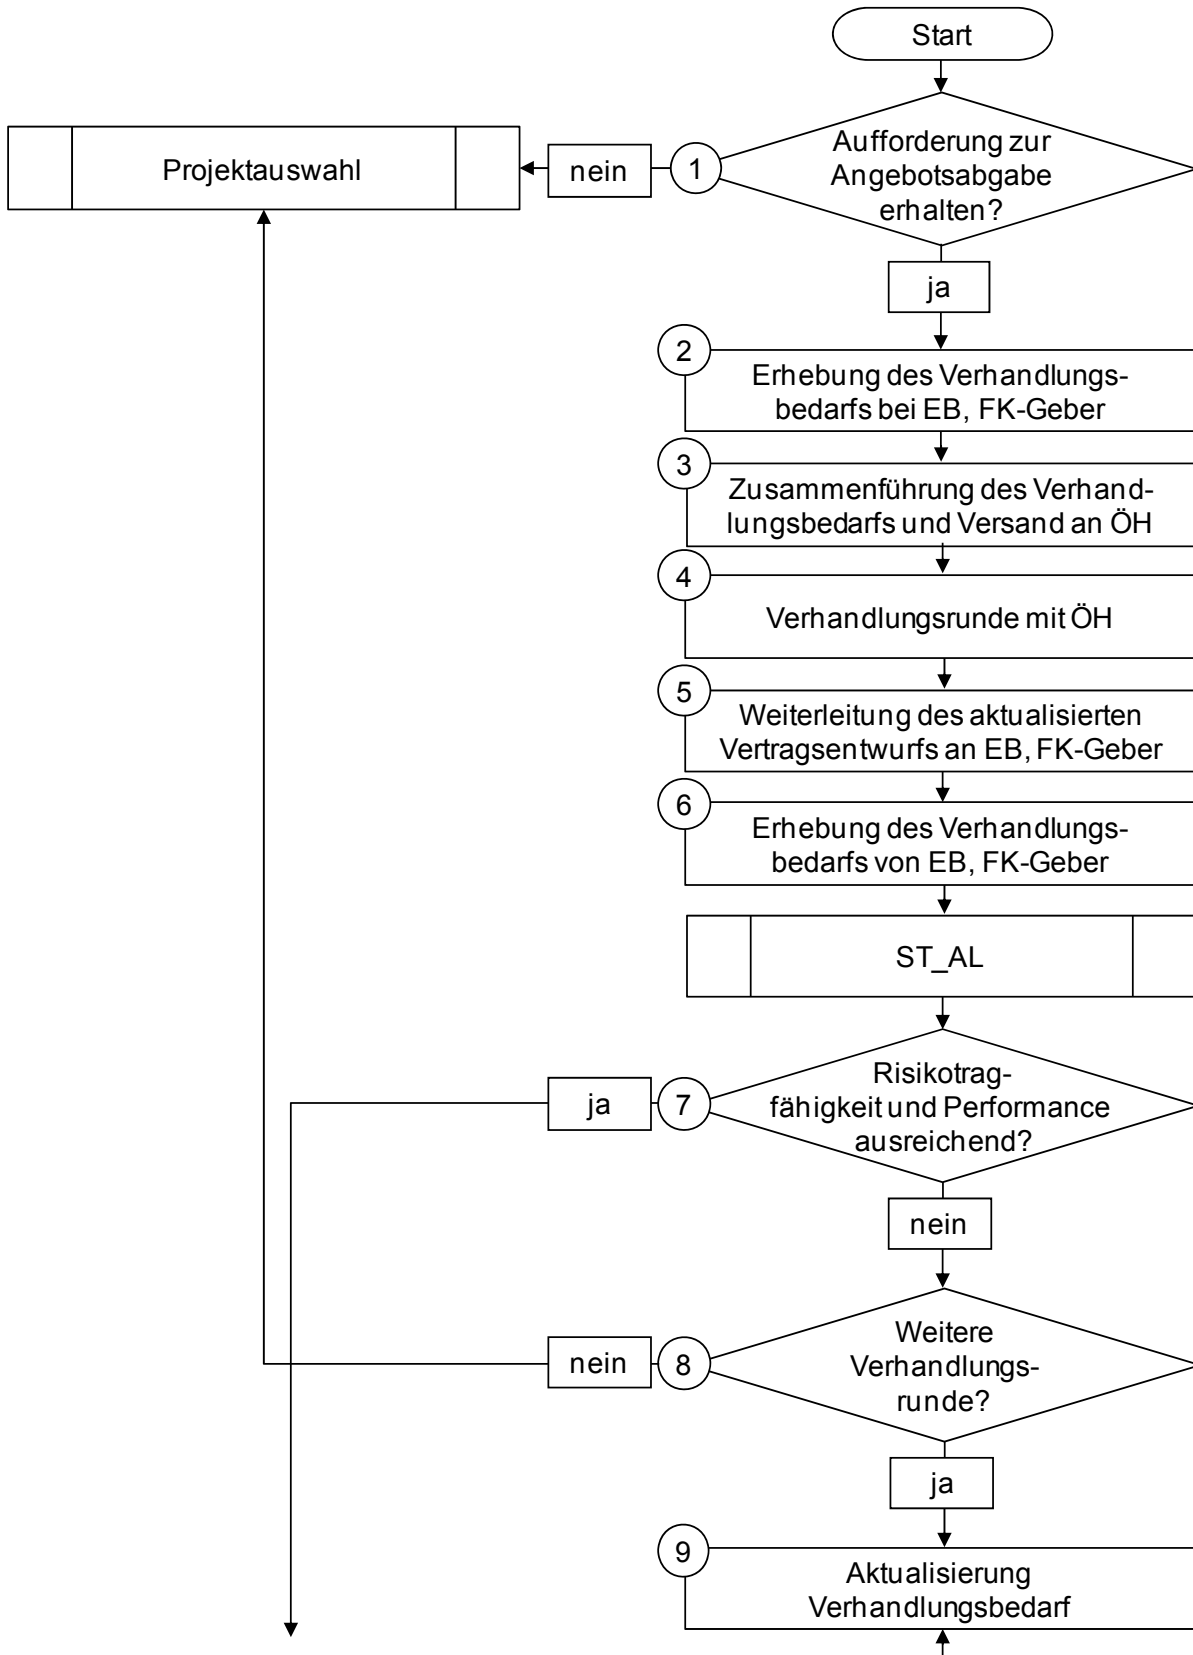 Start
Aufforderung zur
Angebotsabgabe
erhalten?
1
nein
Projektauswahl
ja
2
Erhebung des Verhandlungs-
bedarfs bei EB, FK-Geber
3
Zusammenführung des Verhand-
lungsbedarfs und Versand an ÖH
4
Verhandlungsrunde mit ÖH
5
Weiterleitung des aktualisierten
Vertragsentwurfs an EB, FK-Geber
6
Erhebung des Verhandlungs-
bedarfs von EB, FK-Geber
ST_AL
Risikotrag-
fähigkeit und Performance
ausreichend?
7
ja
nein
Weitere
Verhandlungs-
runde?
8
nein
ja
9
Aktualisierung
Verhandlungsbedarf